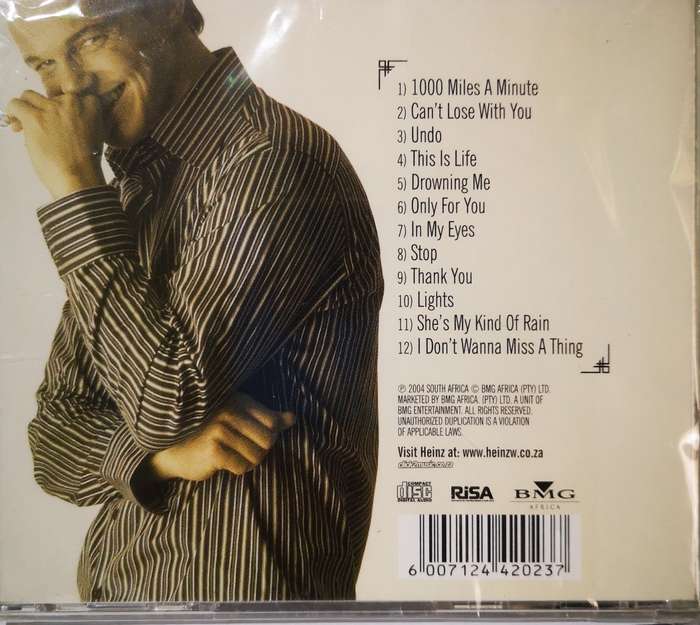 1) 1000 Miles A Minute
2) Can't Lose With You
3) Undo
4) This Is Life
5) Drowning Me
6) Only For You
7) In My Eyes
8) Stop
9) Thank You
10) Lights
11) She's My Kind Of Rain
12) I Don't Wanna Miss A Thing
℗ 2004 SOUTH AFRICA © BMG AFRICA (PTY) LTD.
MARKETED BY BMG AFRICA. (PTY) LTD. A UNIT OF
BMG ENTERTAINMENT. ALL RIGHTS RESERVED.
UNAUTHORIZED DUPLICATION IS A VIOLATION
OF APPLICABLE LAWS.
Visit Heinz at: www.heinzw.co.za
click2music.co.za
COMPACT disc DIGITAL AUDIO
RiSA
BMG
AFRICA
6 007124 420237